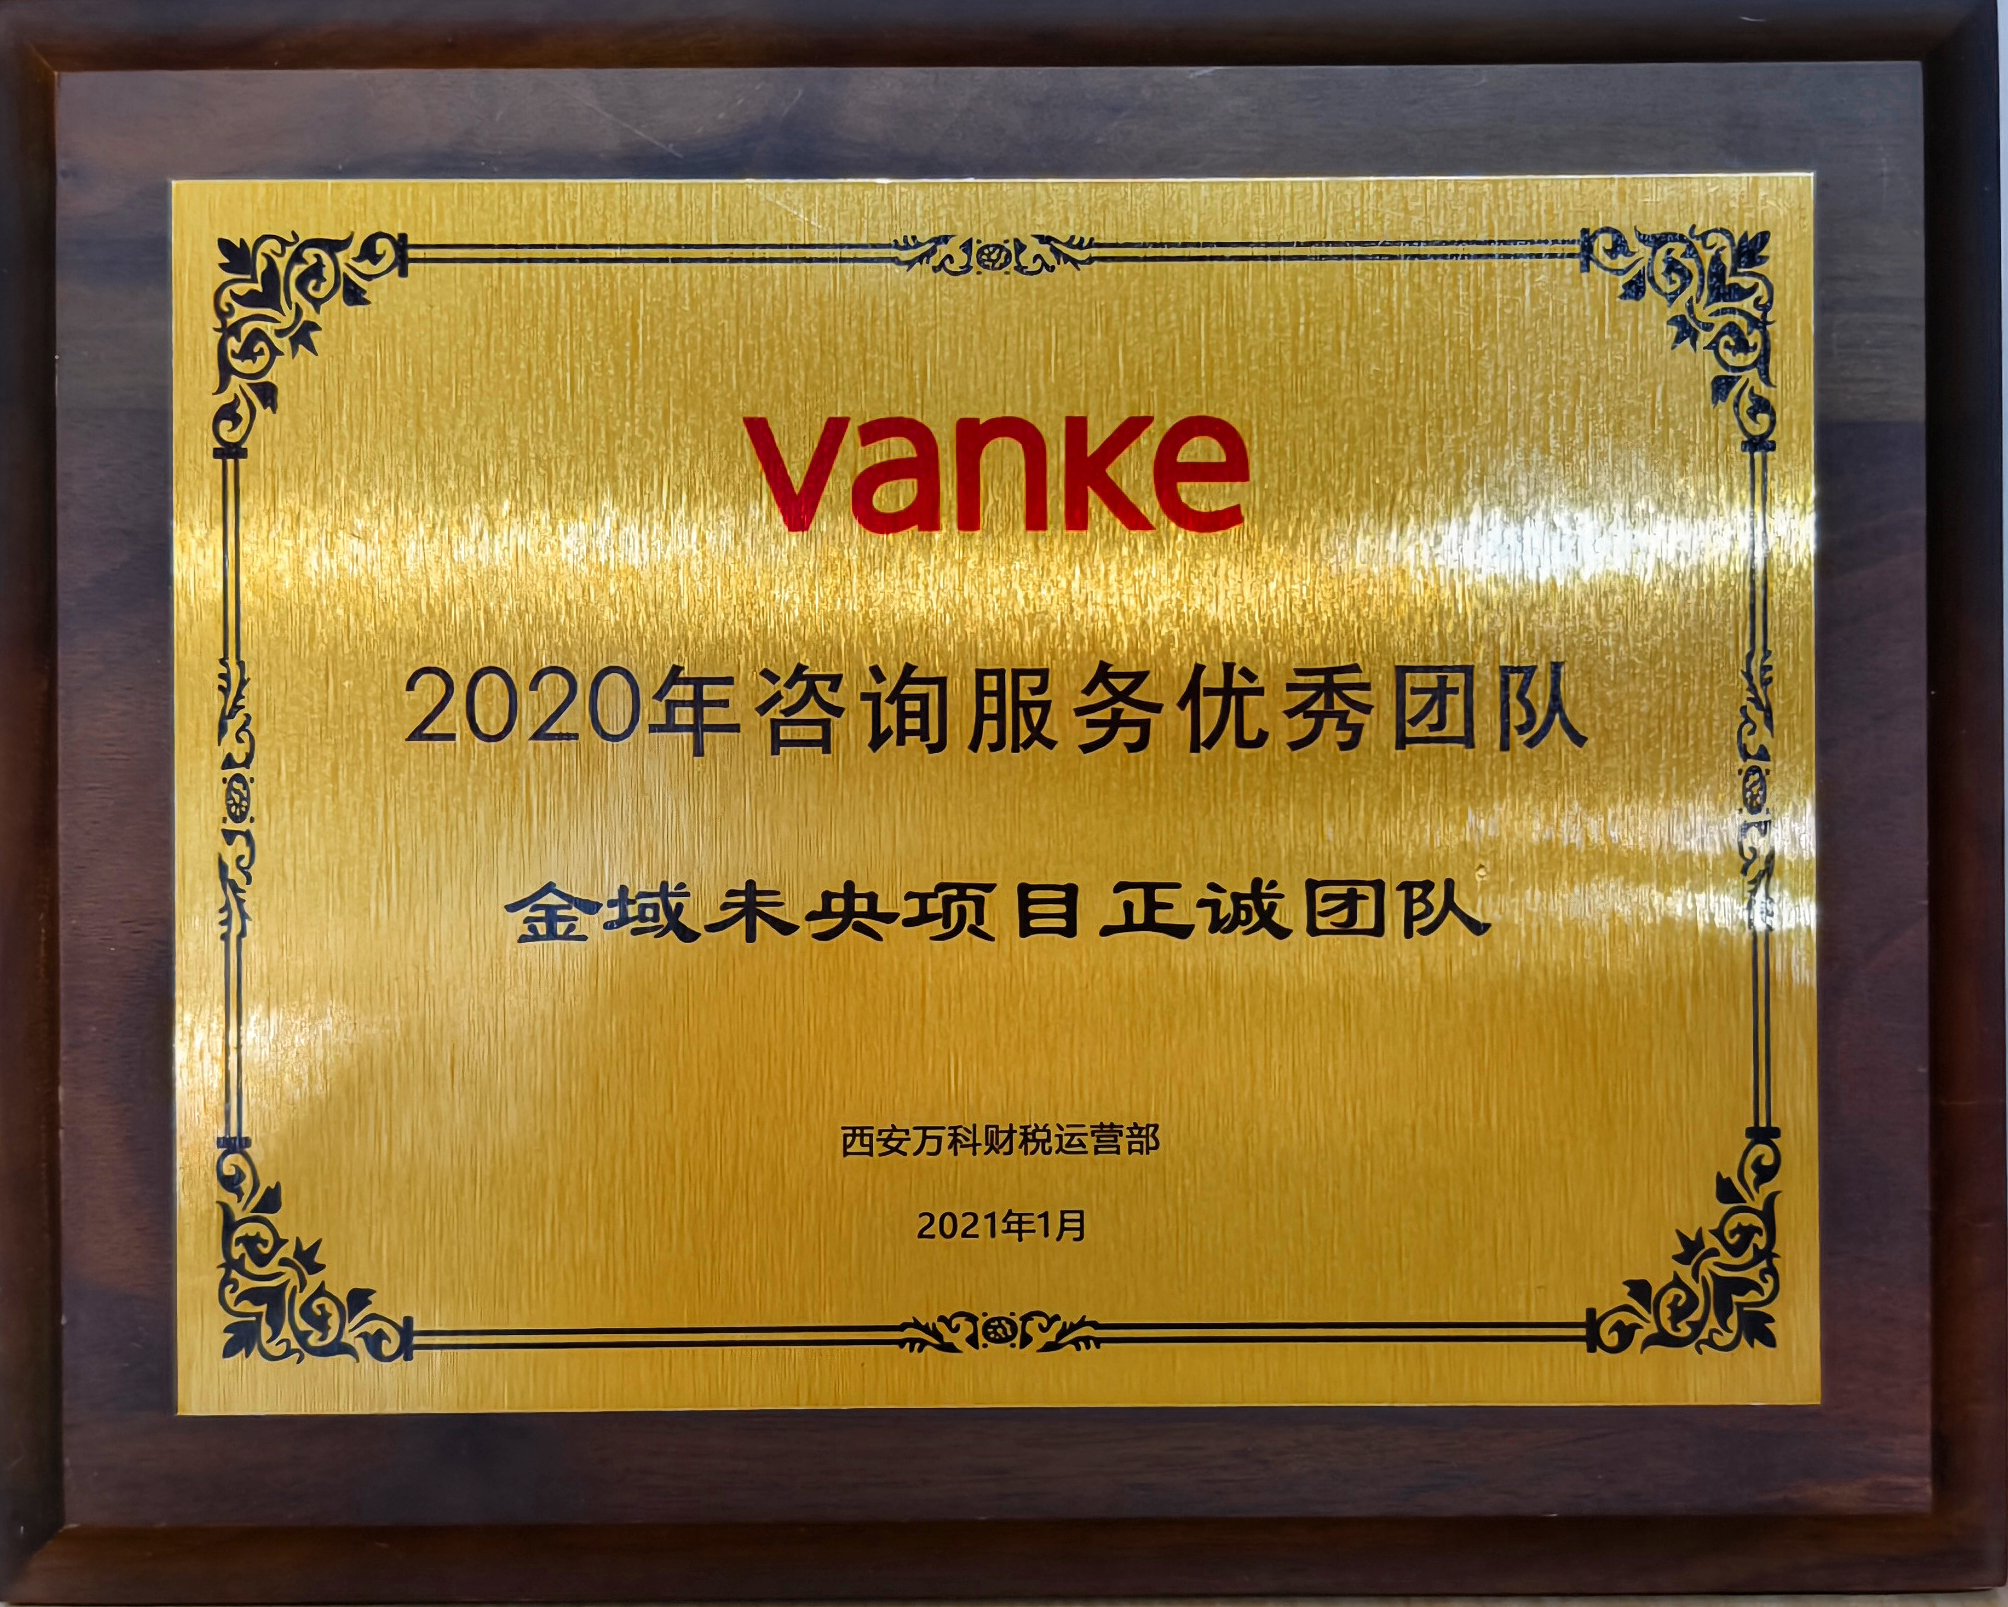 vanke
2020年咨询服务优秀团队
金域未央项目正诚团队
西安万科财税运营部
2021年1月